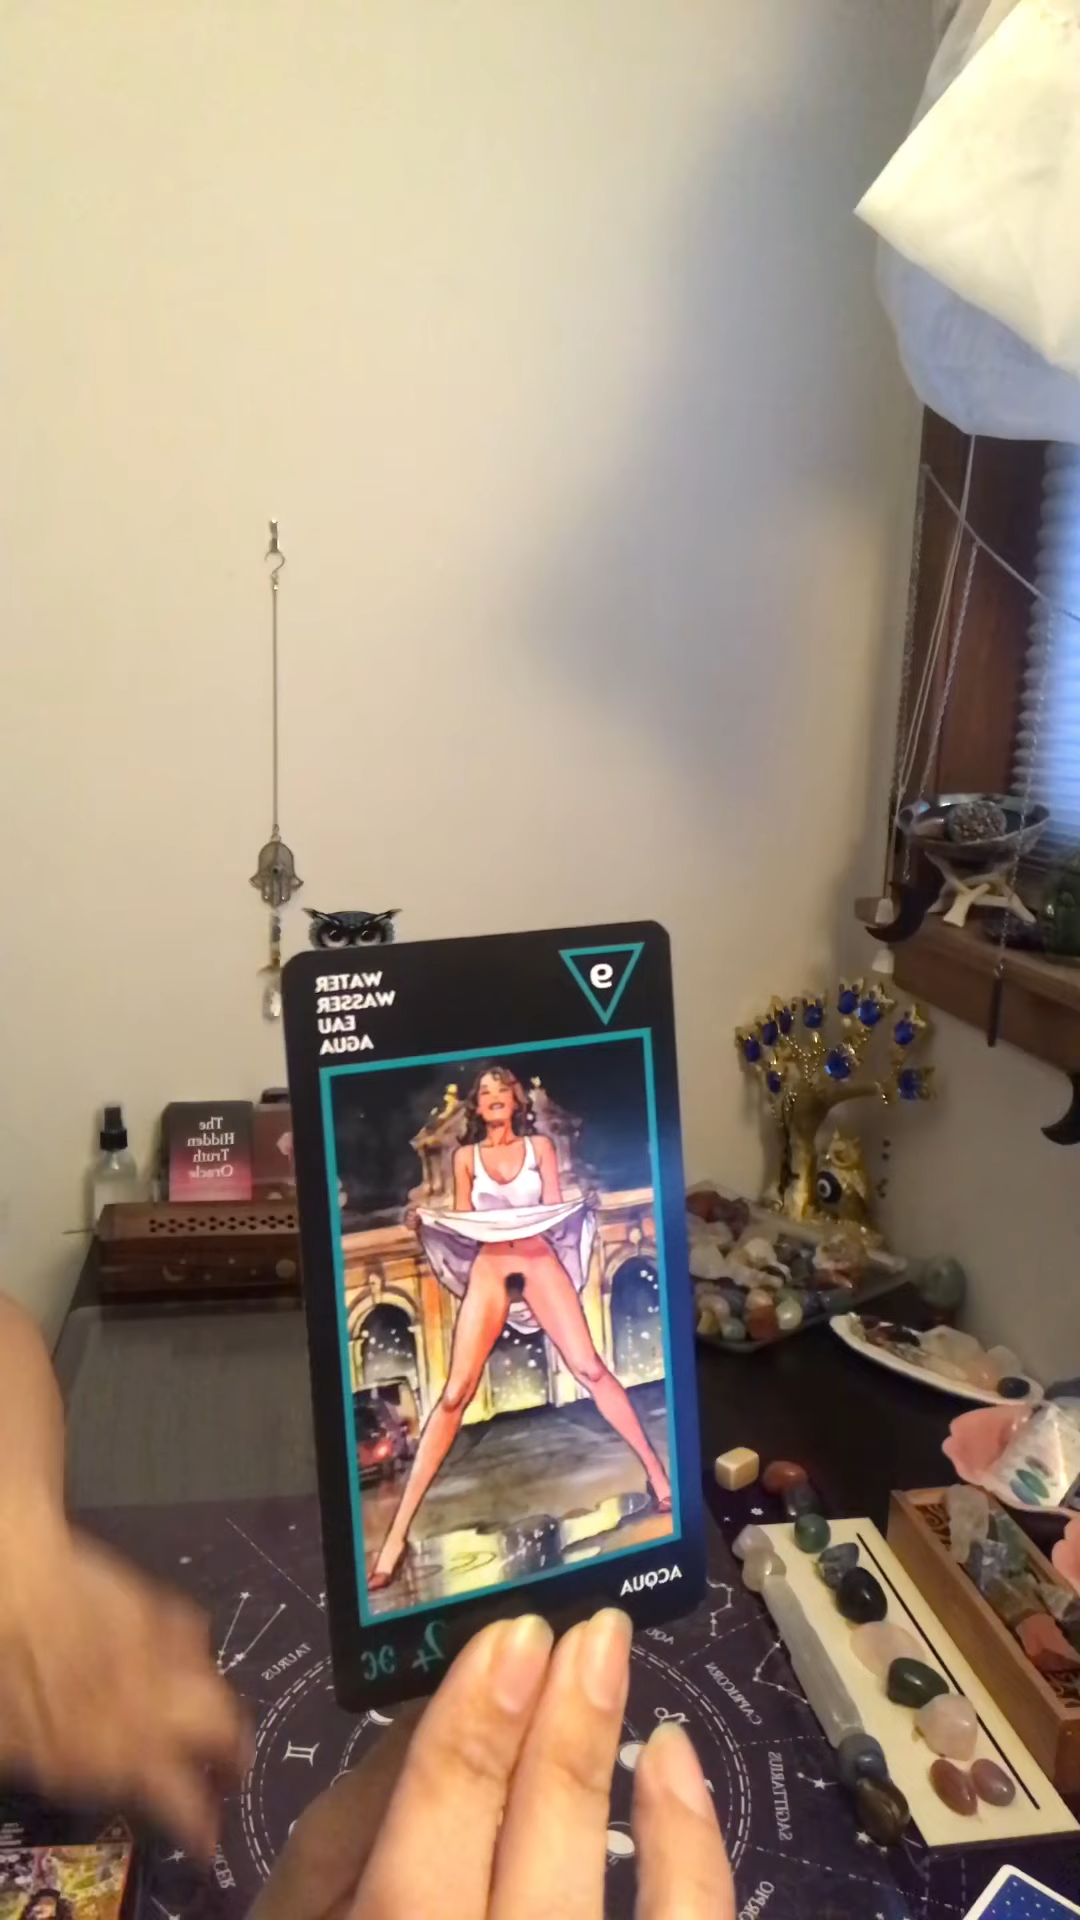 WATER
WASSER
EAU
AGUA
9
ACQUA
The
Hidden
Truth
Oracle
TAURUS
CAPRICORN
SAGITTARIUS